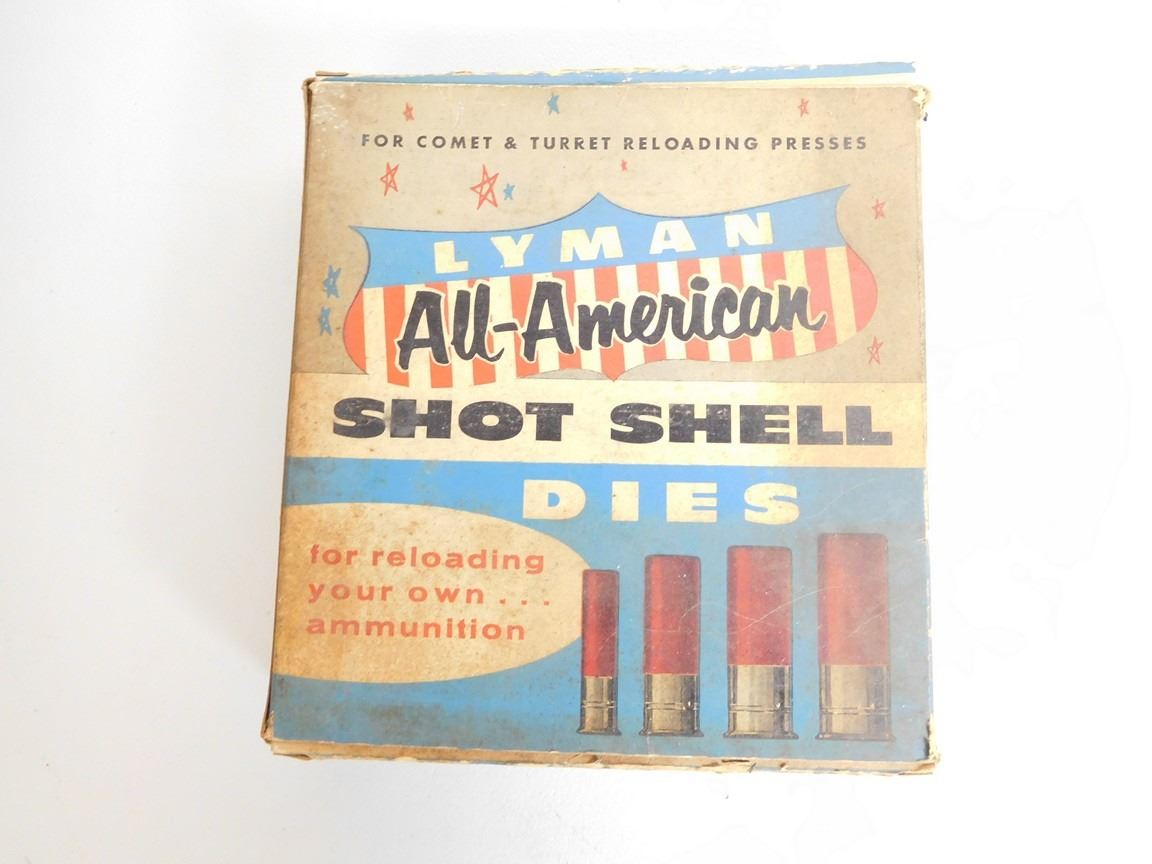 FOR COMET & TURRET RELOADING PRESSES
LYMAN
All-American
SHOT SHELL
DIES
for reloading
your own . . .
ammunition